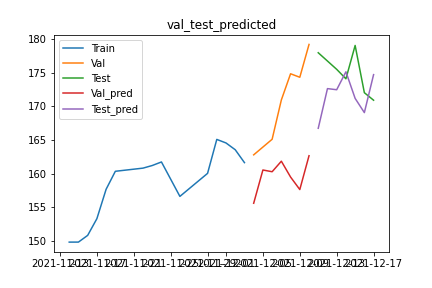 val_test_predicted
180
175
170
165
160
155
150
Train
Val
Test
Val_pred
Test_pred
2021-12-17